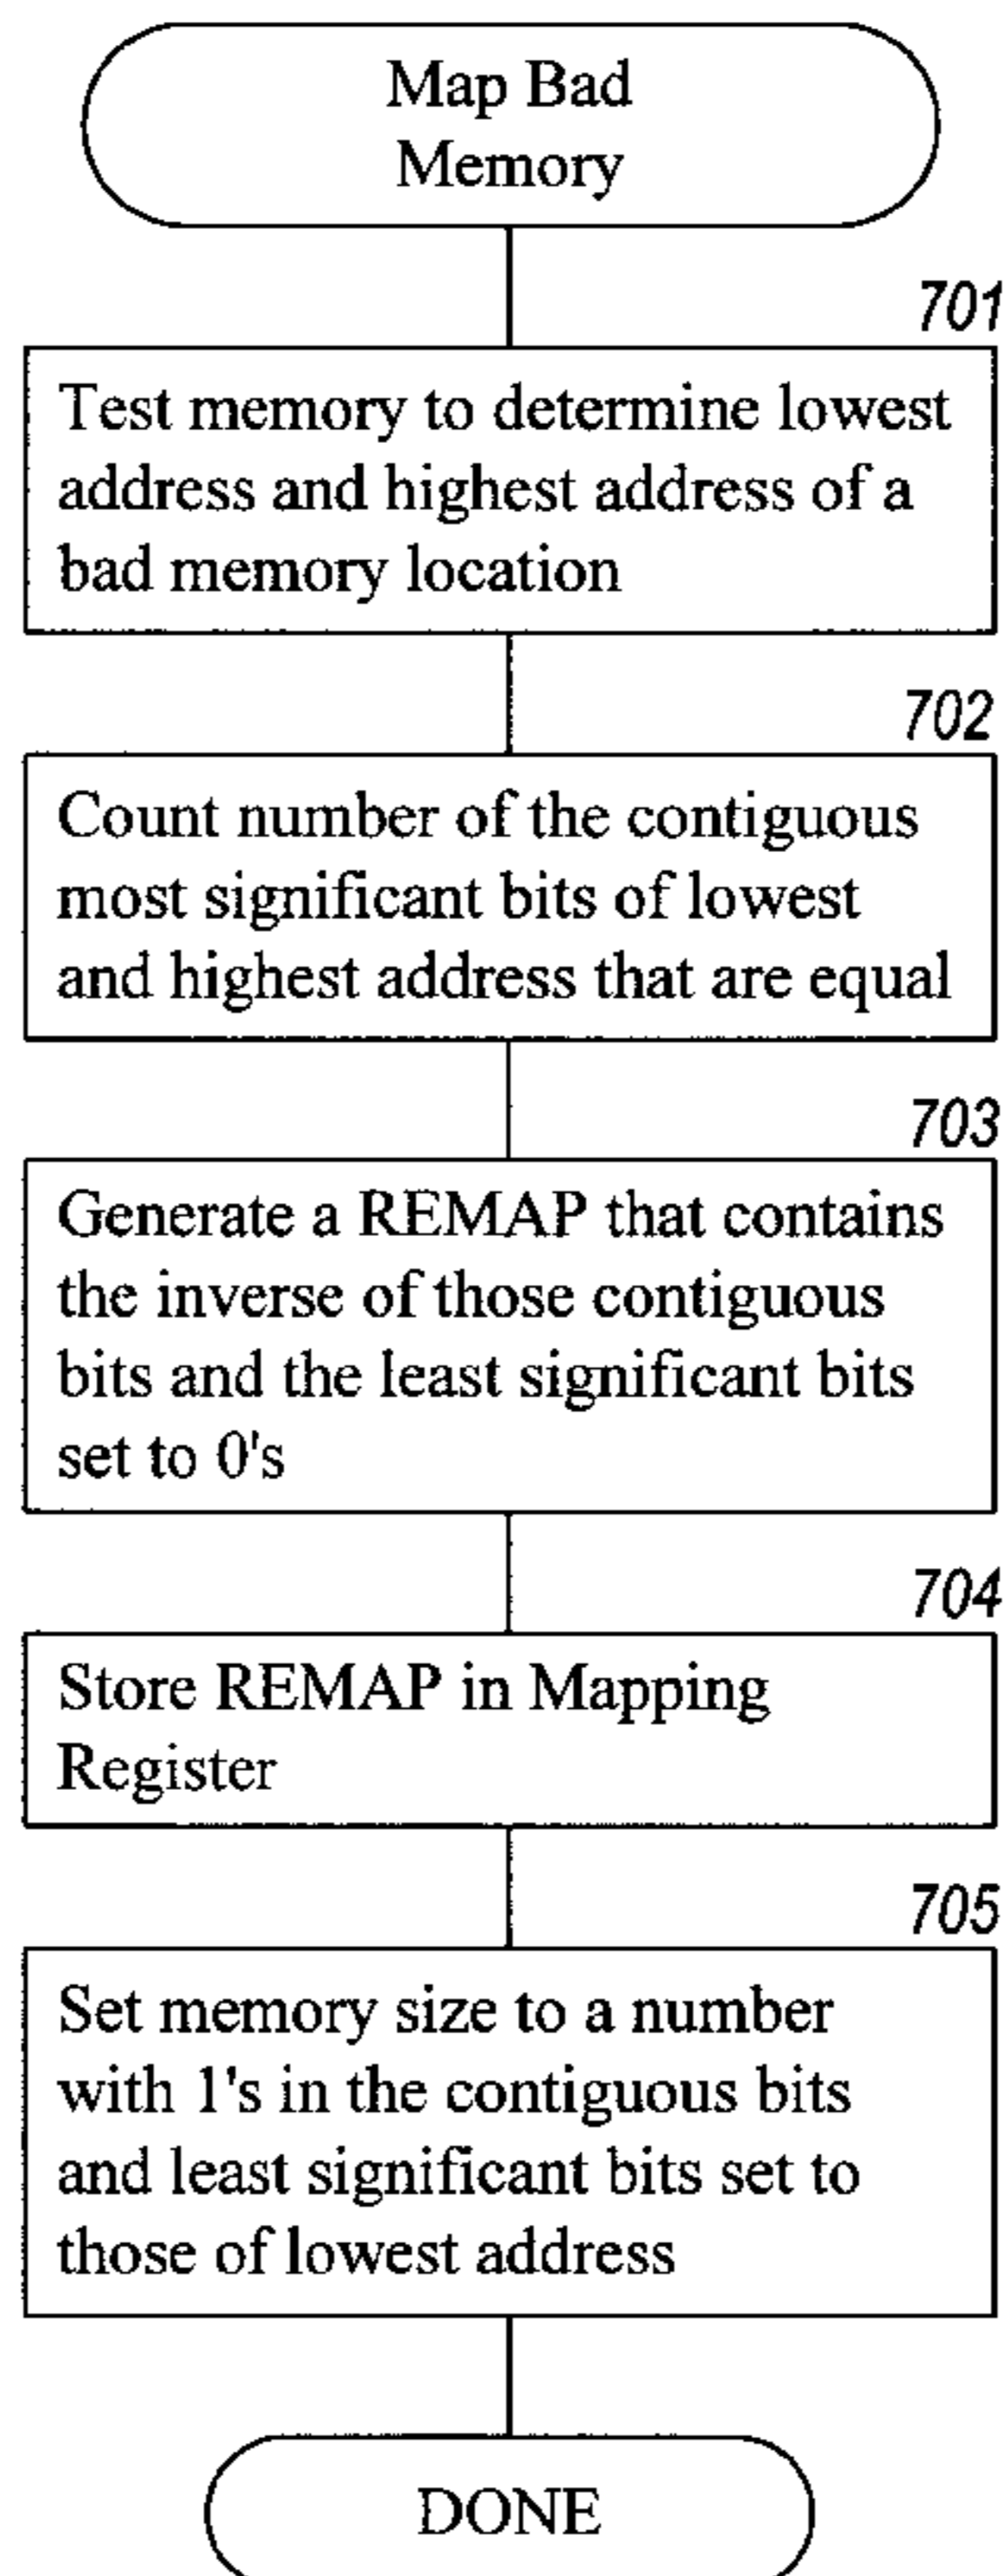 Map Bad
Memory
701
Test memory to determine lowest
address and highest address of a
bad memory location
702
Count number of the contiguous
most significant bits of lowest
and highest address that are equal
703
Generate a REMAP that contains
the inverse of those contiguous
bits and the least significant bits
set to 0's
704
Store REMAP in Mapping
Register
705
Set memory size to a number
with 1's in the contiguous bits
and least significant bits set to
those of lowest address
DONE